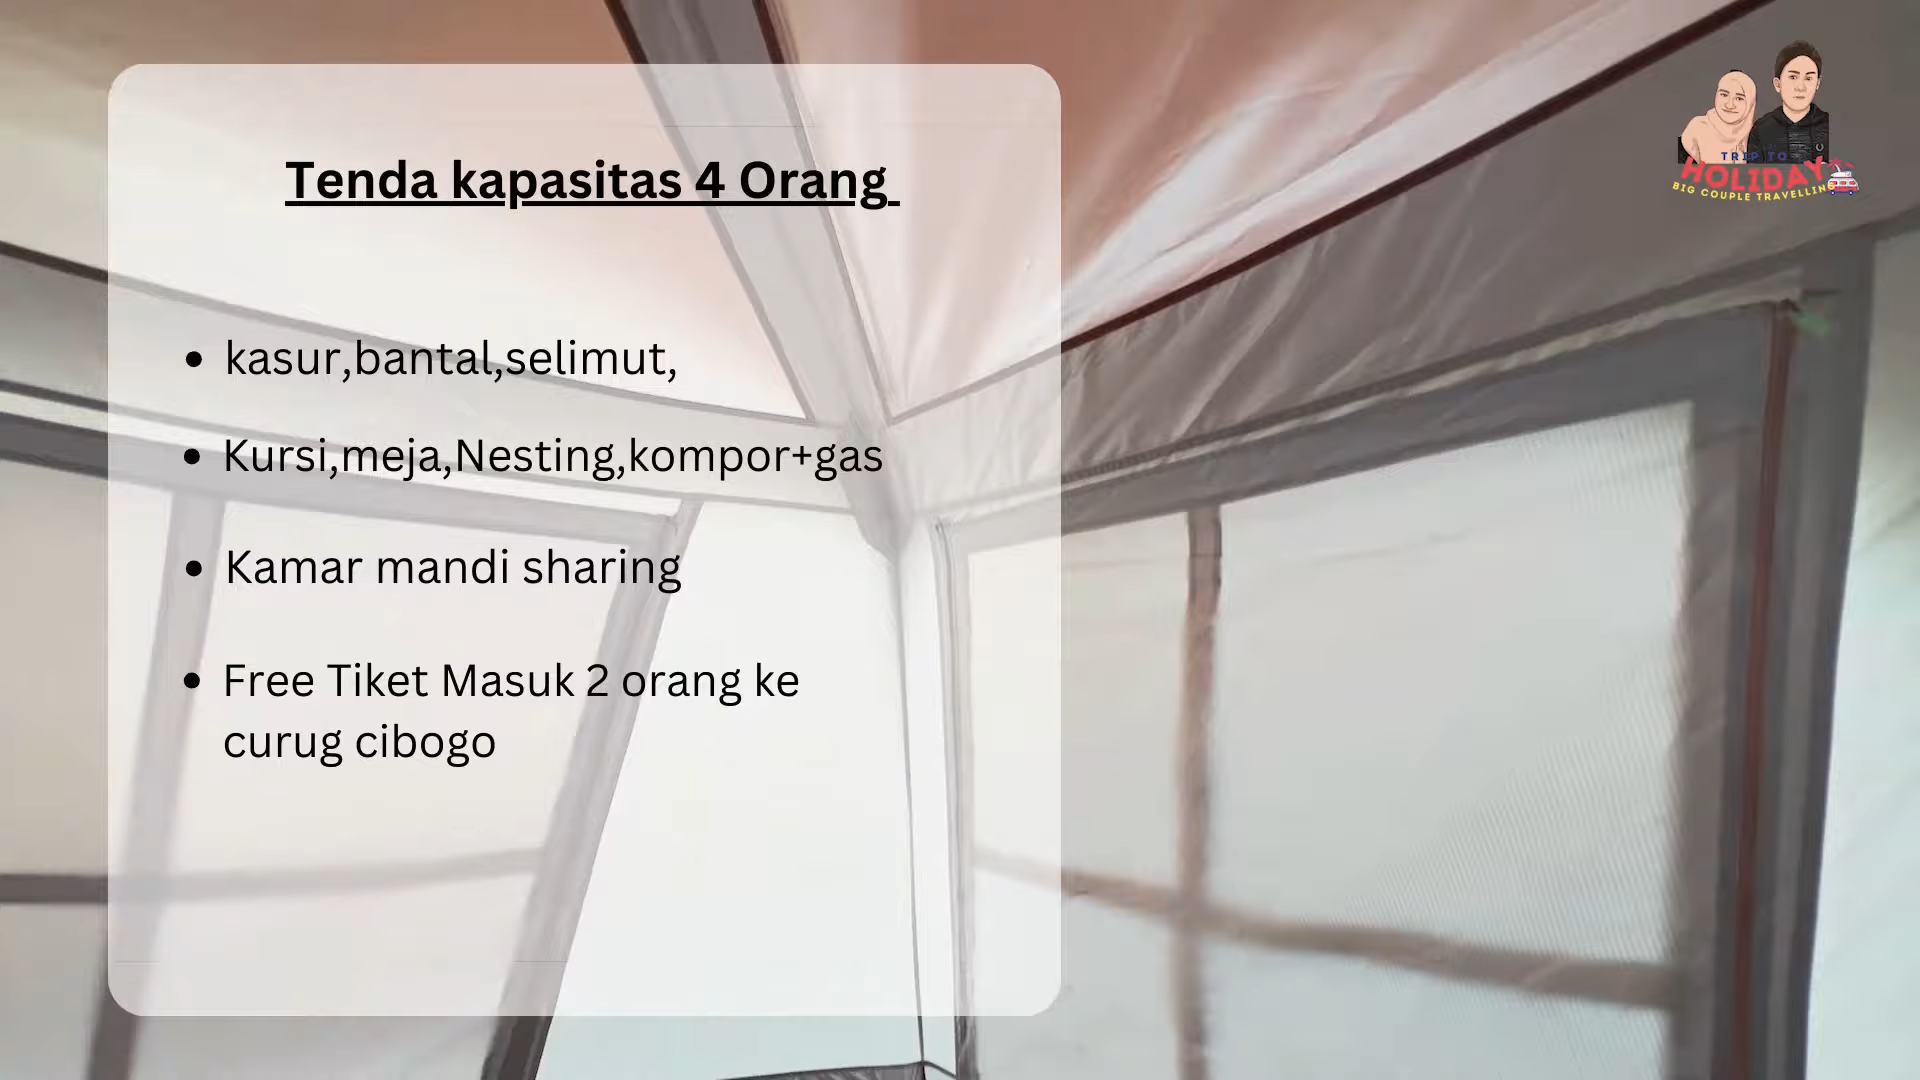 Tenda kapasitas 4 Orang
• kasur,bantal,selimut,
• Kursi,meja,Nesting,kompor+gas
• Kamar mandi sharing
• Free Tiket Masuk 2 orang ke
curug cibogo
TRIP TO
HOLIDAY
BIG COUPLE TRAVELLING